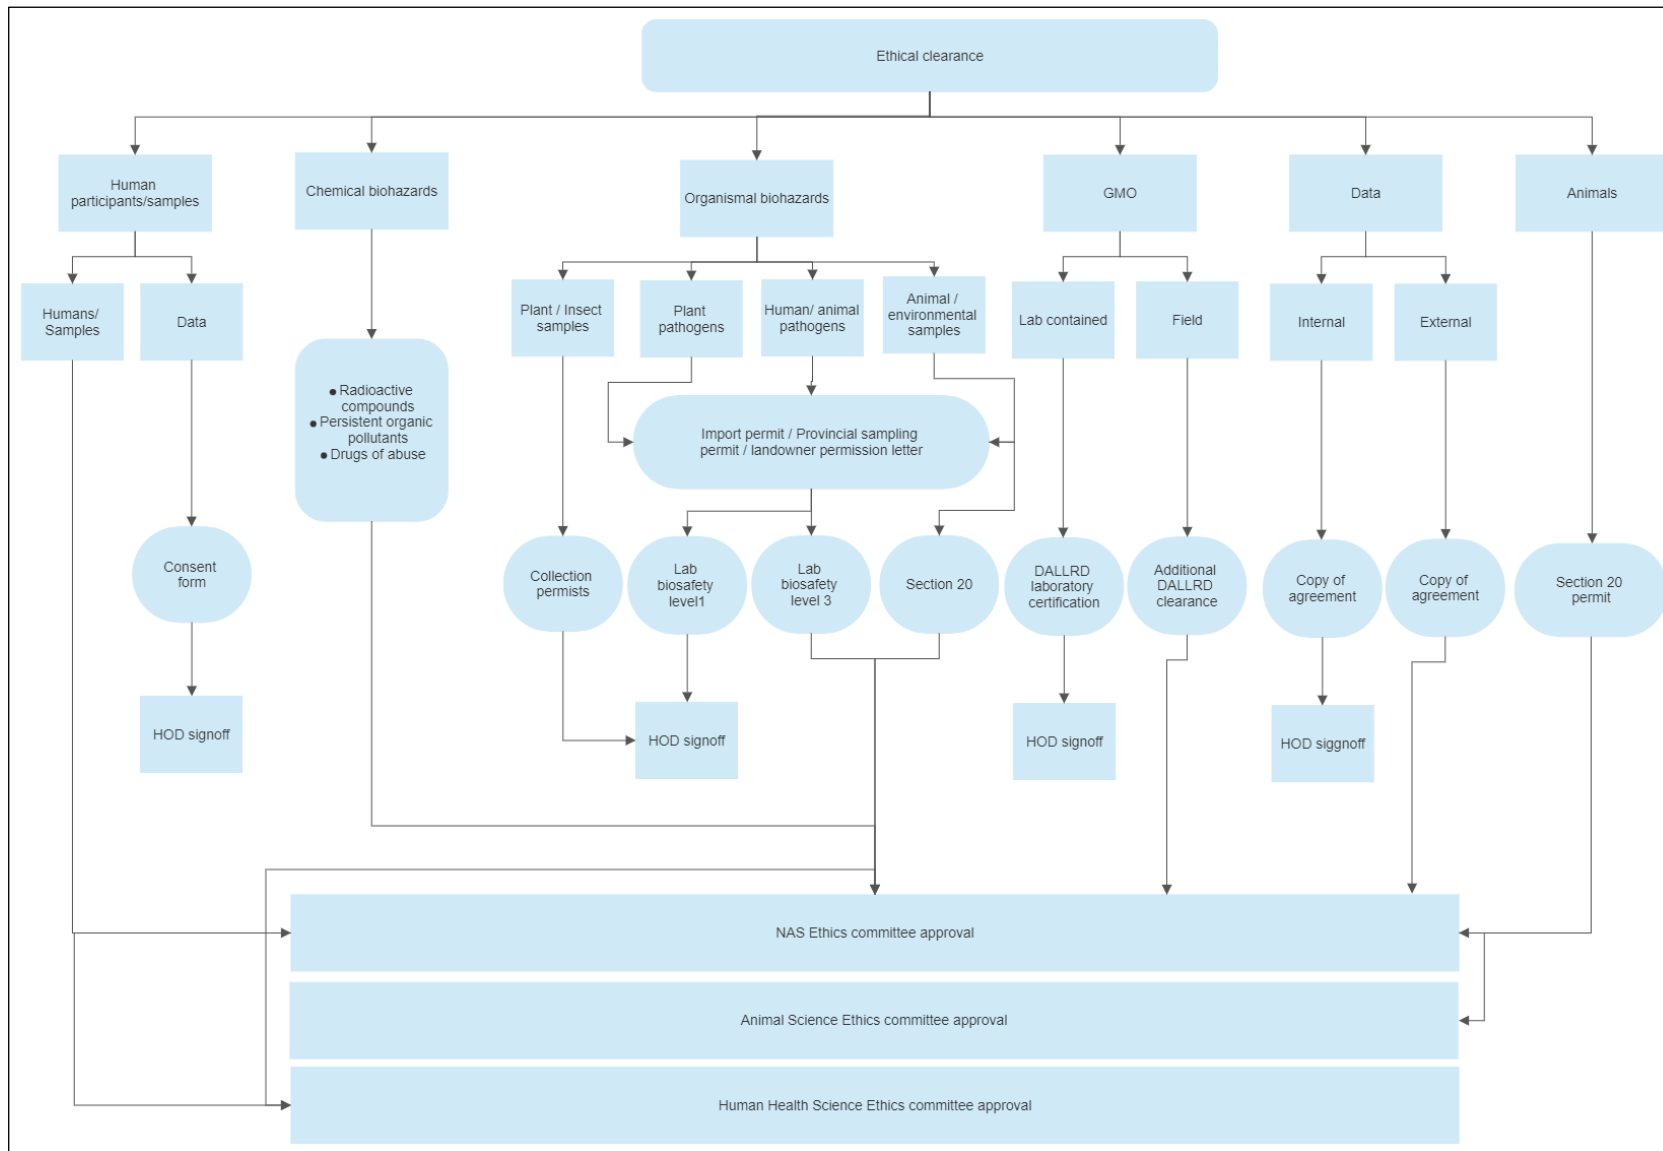 Ethical clearance
Human
participants/samples
Chemical biohazards
Organismal biohazards
GMO
Data
Animals
Humans/
Samples
Data
Plant / Insect
samples
Plant
pathogens
Human/ animal
pathogens
Animal /
environmental
samples
Lab contained
Field
Internal
External
● Radioactive
compounds
● Persistent organic
pollutants
● Drugs of abuse
Import permit / Provincial sampling
permit / landowner permission letter
Consent
form
Collection
permists
Lab
biosafety
level1
Lab
biosafety
level 3
Section 20
DALLRD
laboratory
certification
Additional
DALLRD
clearance
Copy of
agreement
Copy of
agreement
Section 20
permit
HOD signoff
HOD signoff
HOD signoff
HOD siggnoff
NAS Ethics committee approval
Animal Science Ethics committee approval
Human Health Science Ethics committee approval